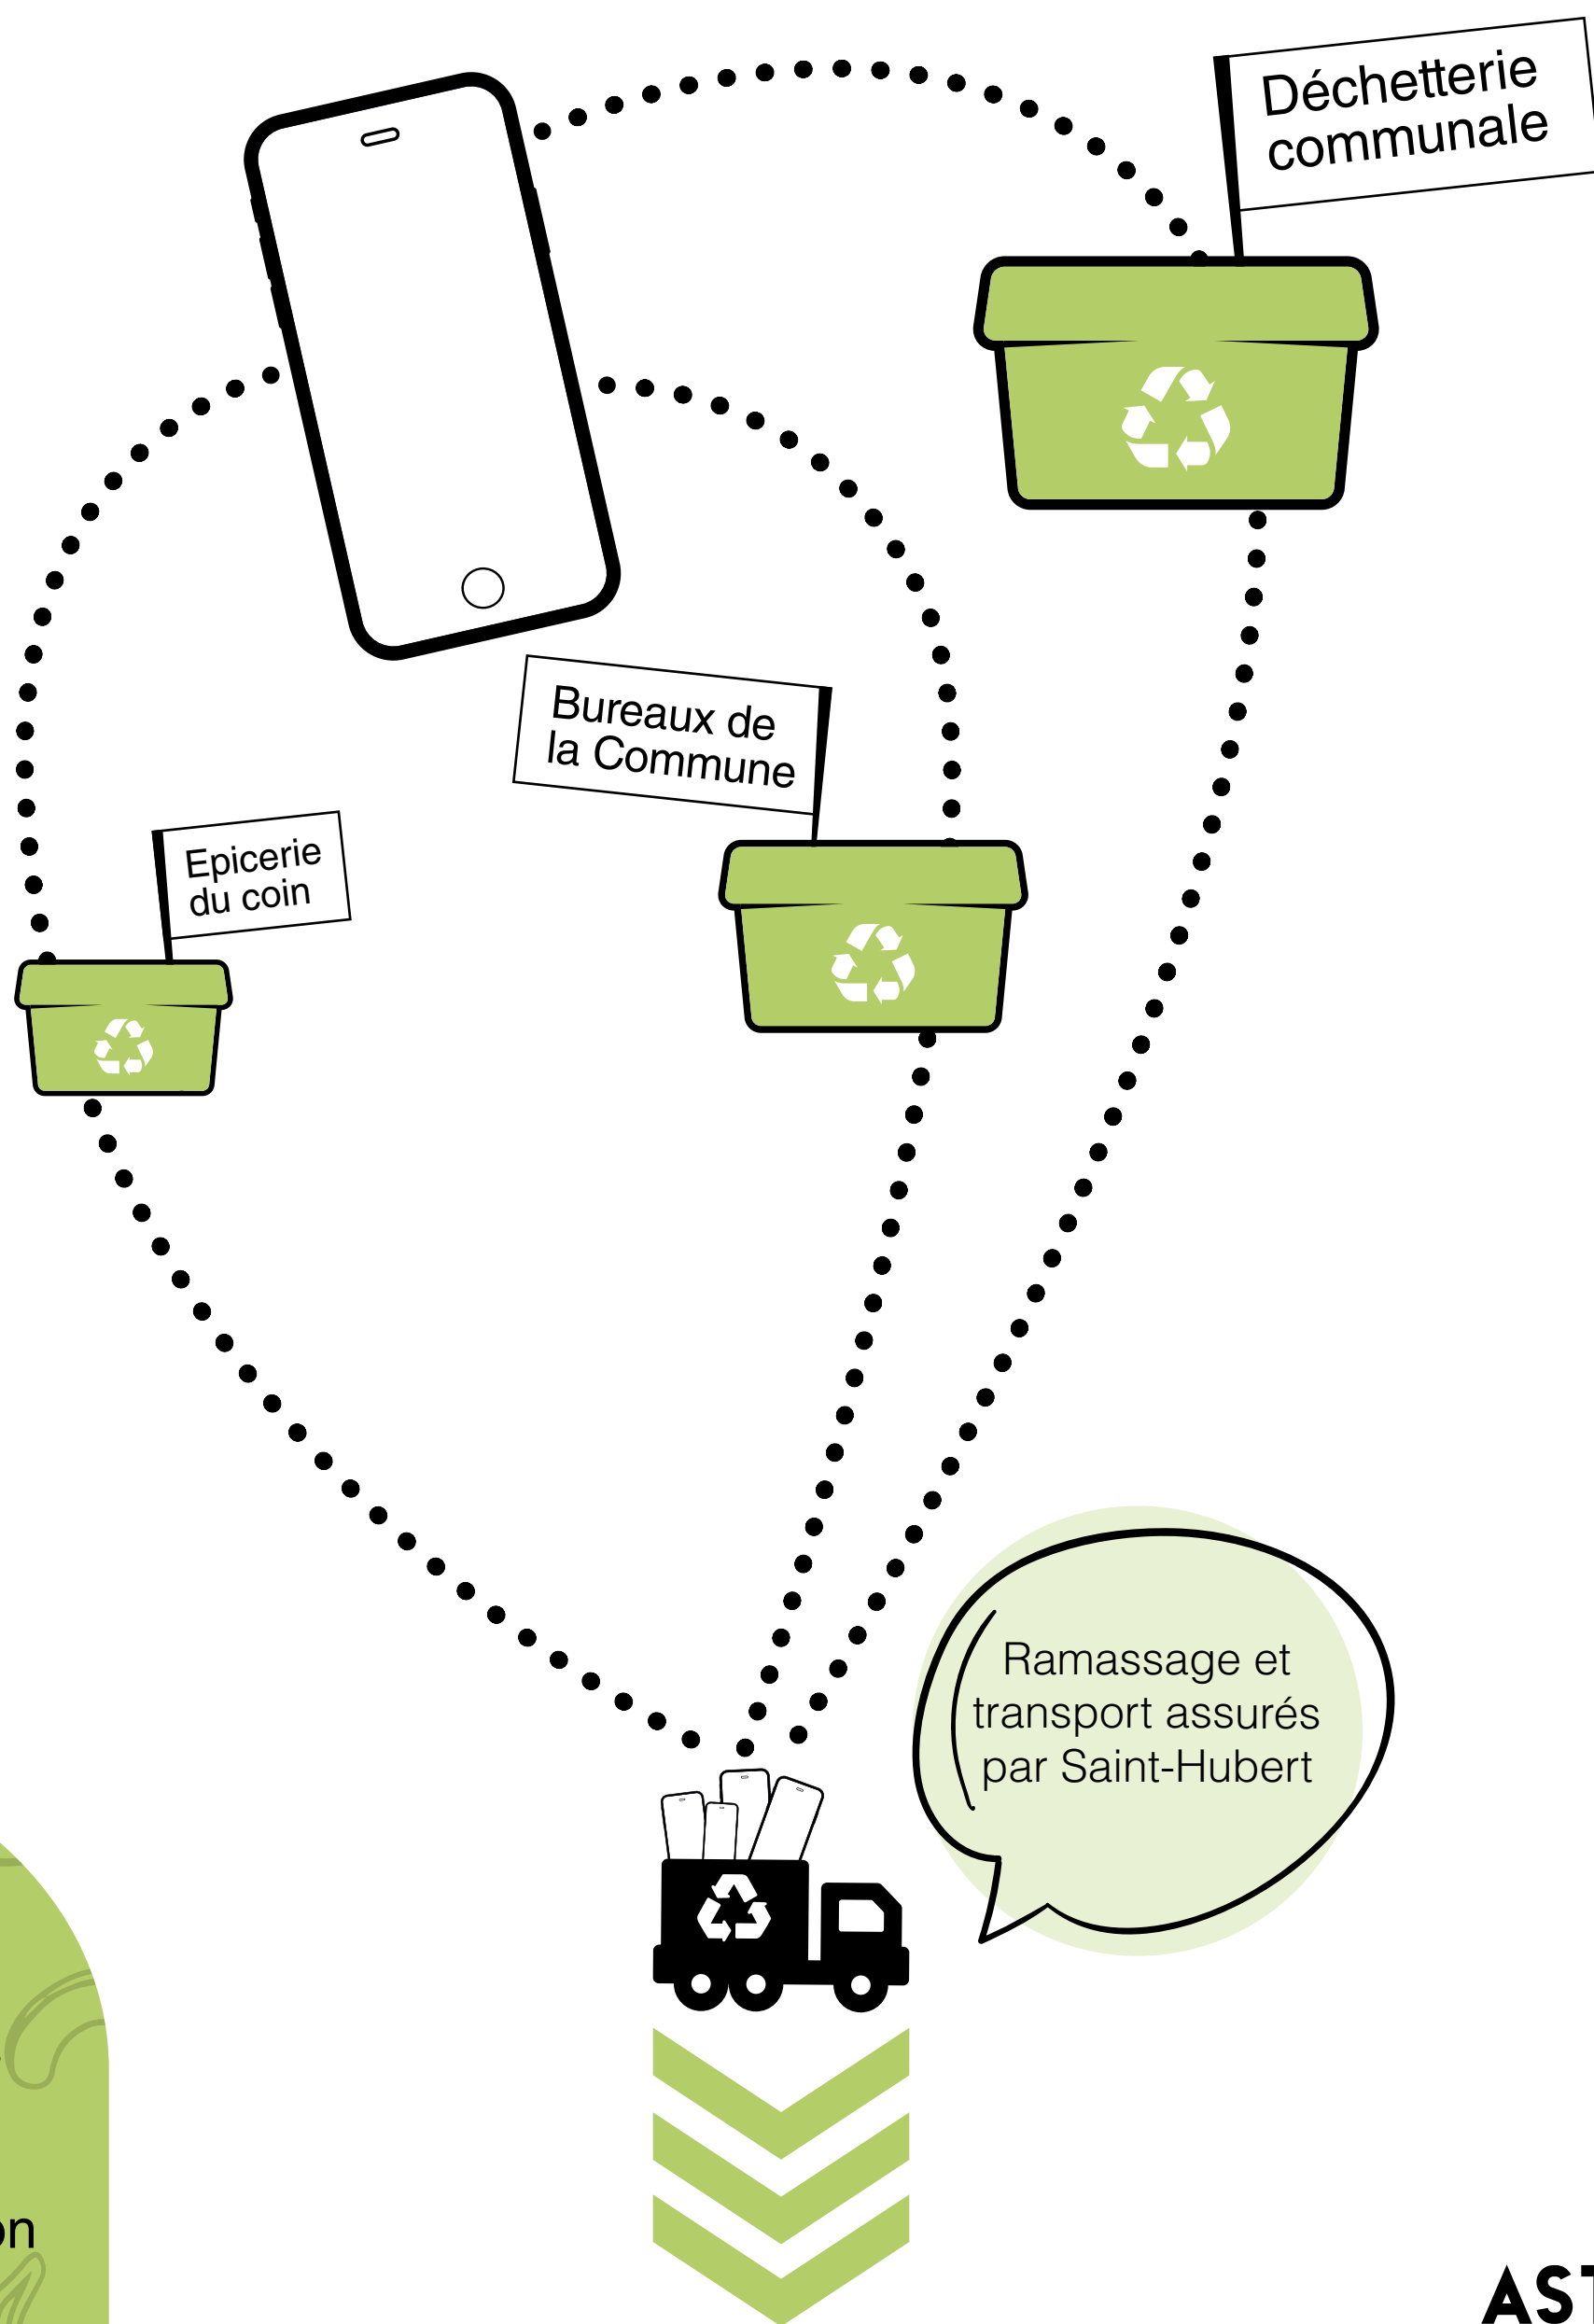 Déchetterie
communale
Bureaux de
la Commune
Epicerie
du coin
Ramassage et
transport assurés
par Saint-Hubert